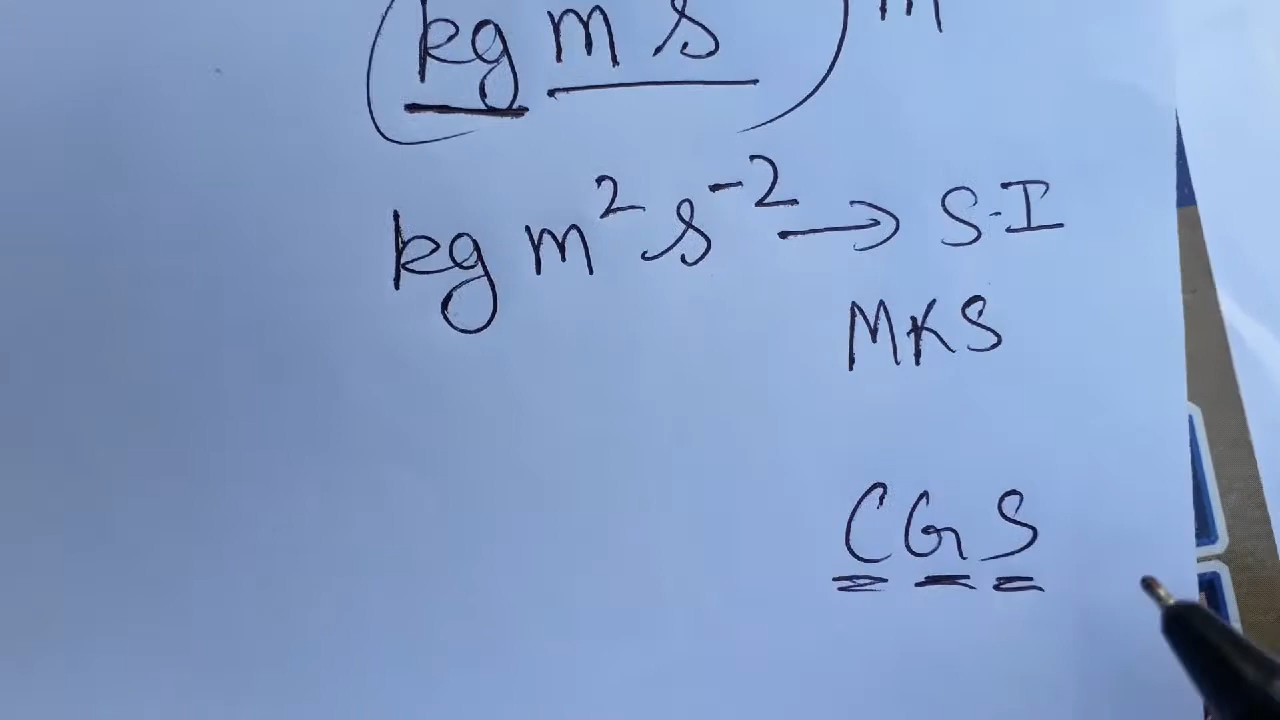 (kg m s) m
kg m² s⁻² → S.I
MKS
CGS